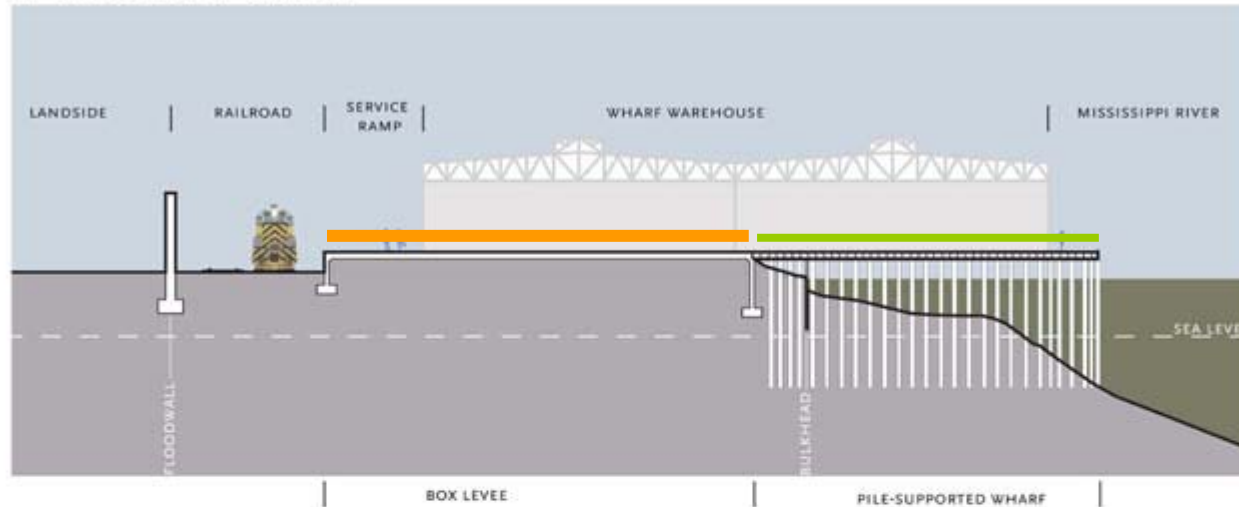 LANDSIDE
RAILROAD
SERVICE
RAMP
WHARF WAREHOUSE
MISSISSIPPI RIVER
SEA LEVE
FLOODWALL
BULKHEAD
BOX LEVEE
PILE-SUPPORTED WHARF